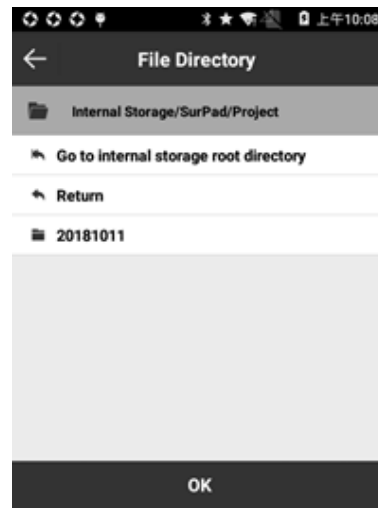 上午10:08
File Directory
Internal Storage/SurPad/Project
Go to internal storage root directory
Return
20181011
OK